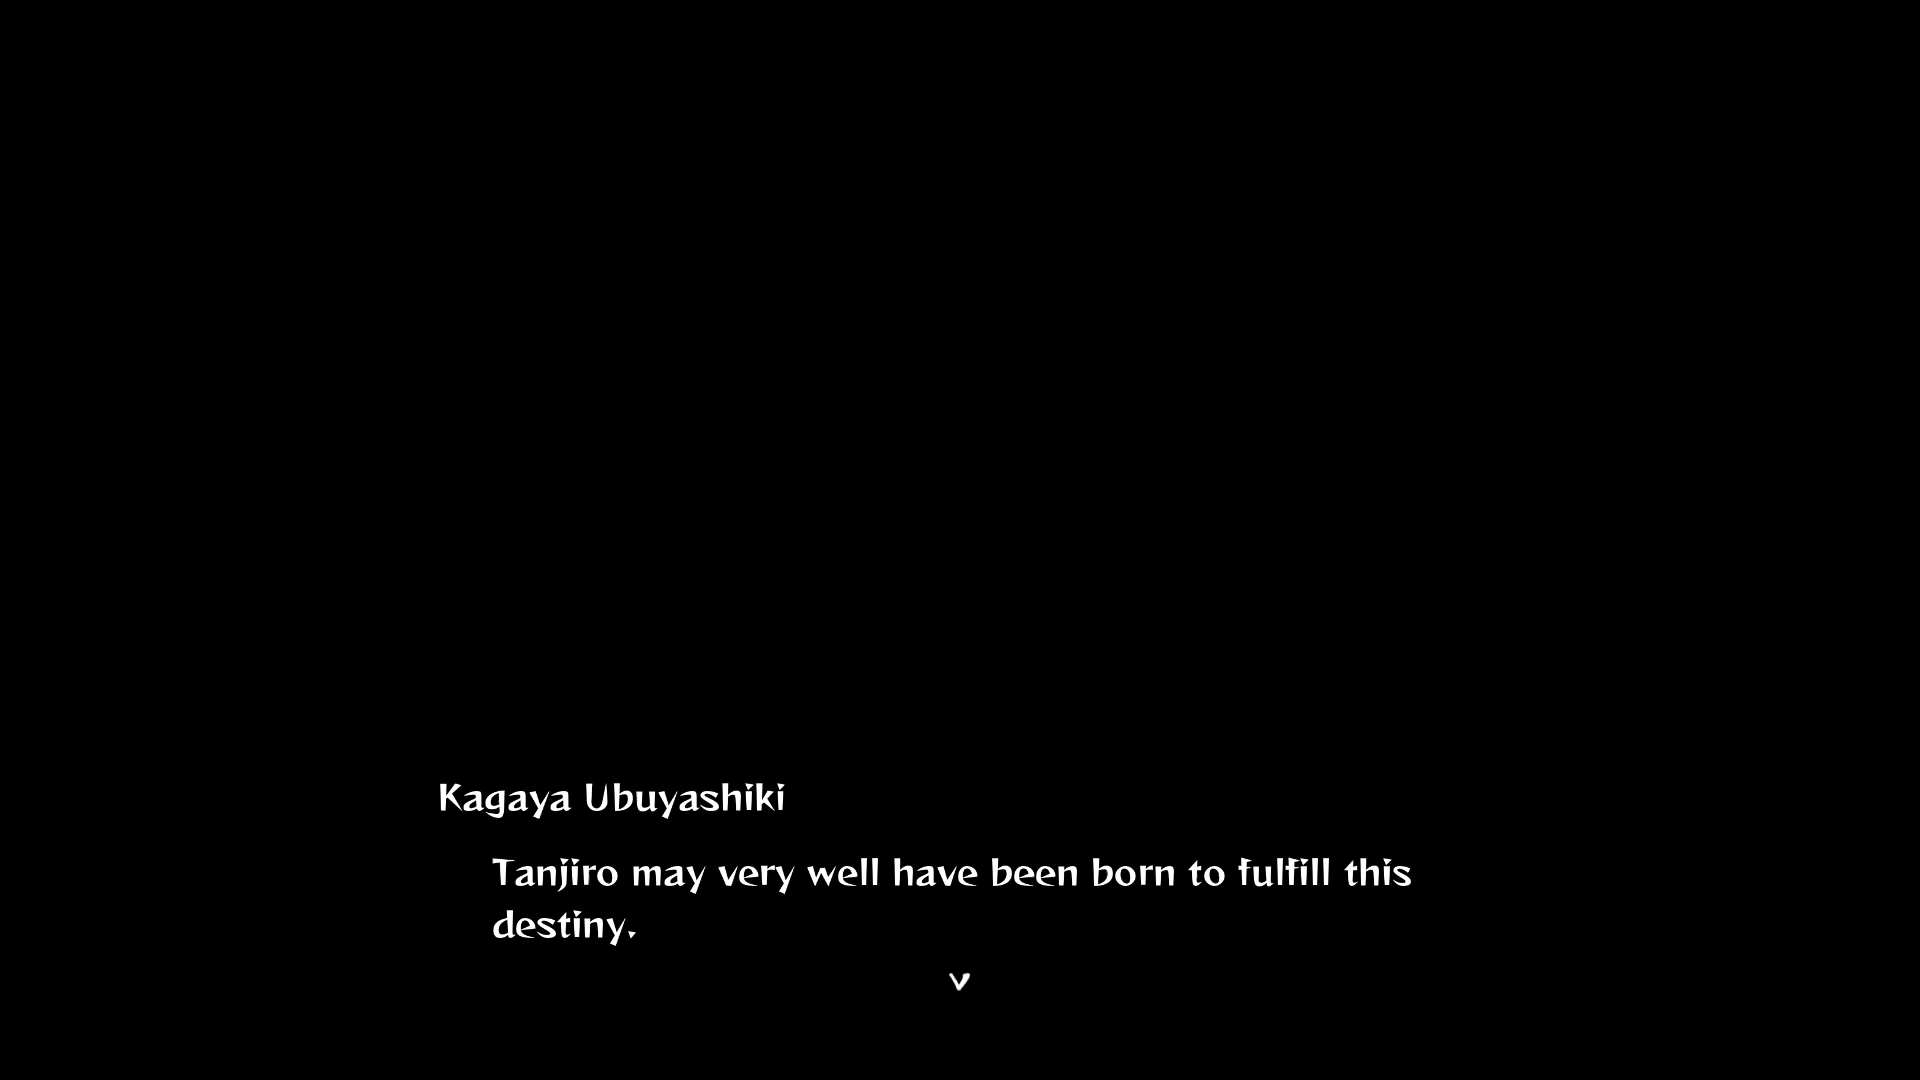 Kagaya Ubuyashiki
Tanjiro may very well have been born to fulfill this
destiny.